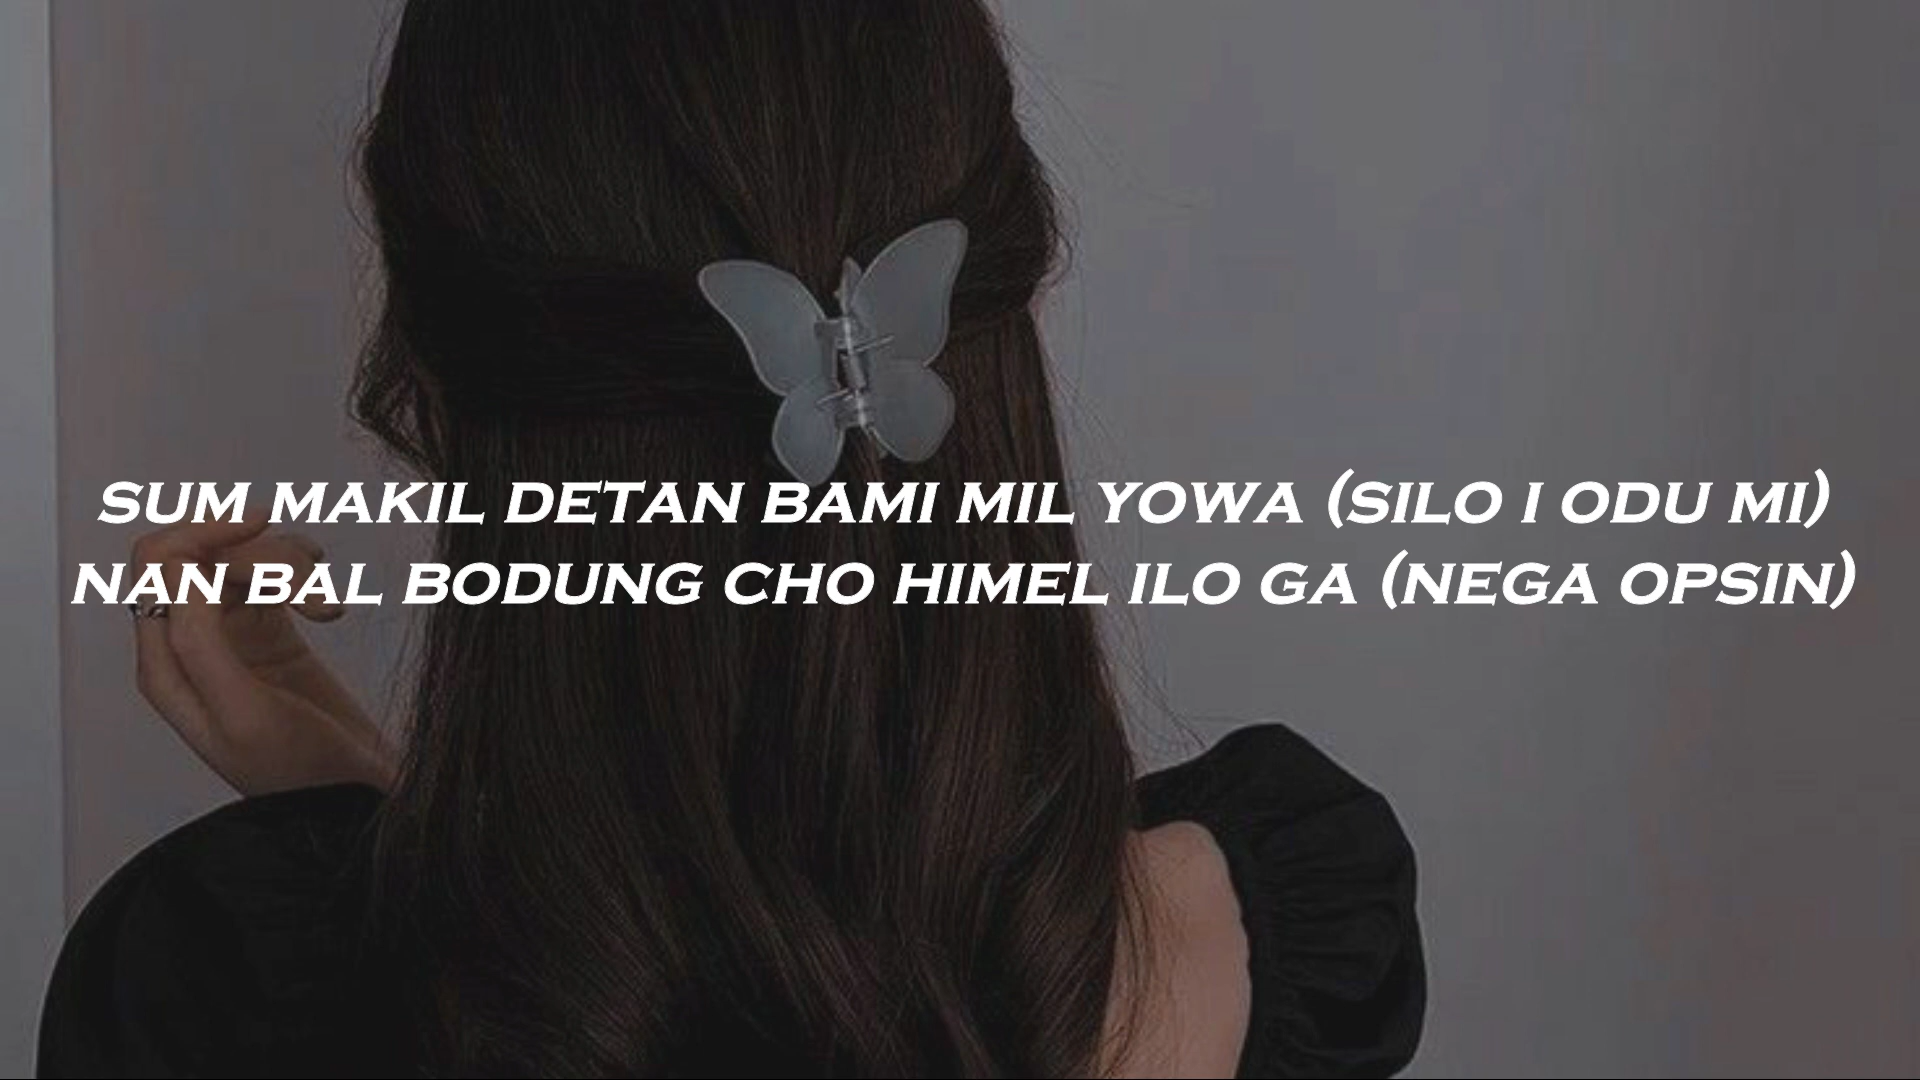 SUM MAKIL DETAN BAMI MIL YOWA (SILO I ODU MI)
NAN BAL BODUNG CHO HIMEL ILO GA (NEGA OPSIN)